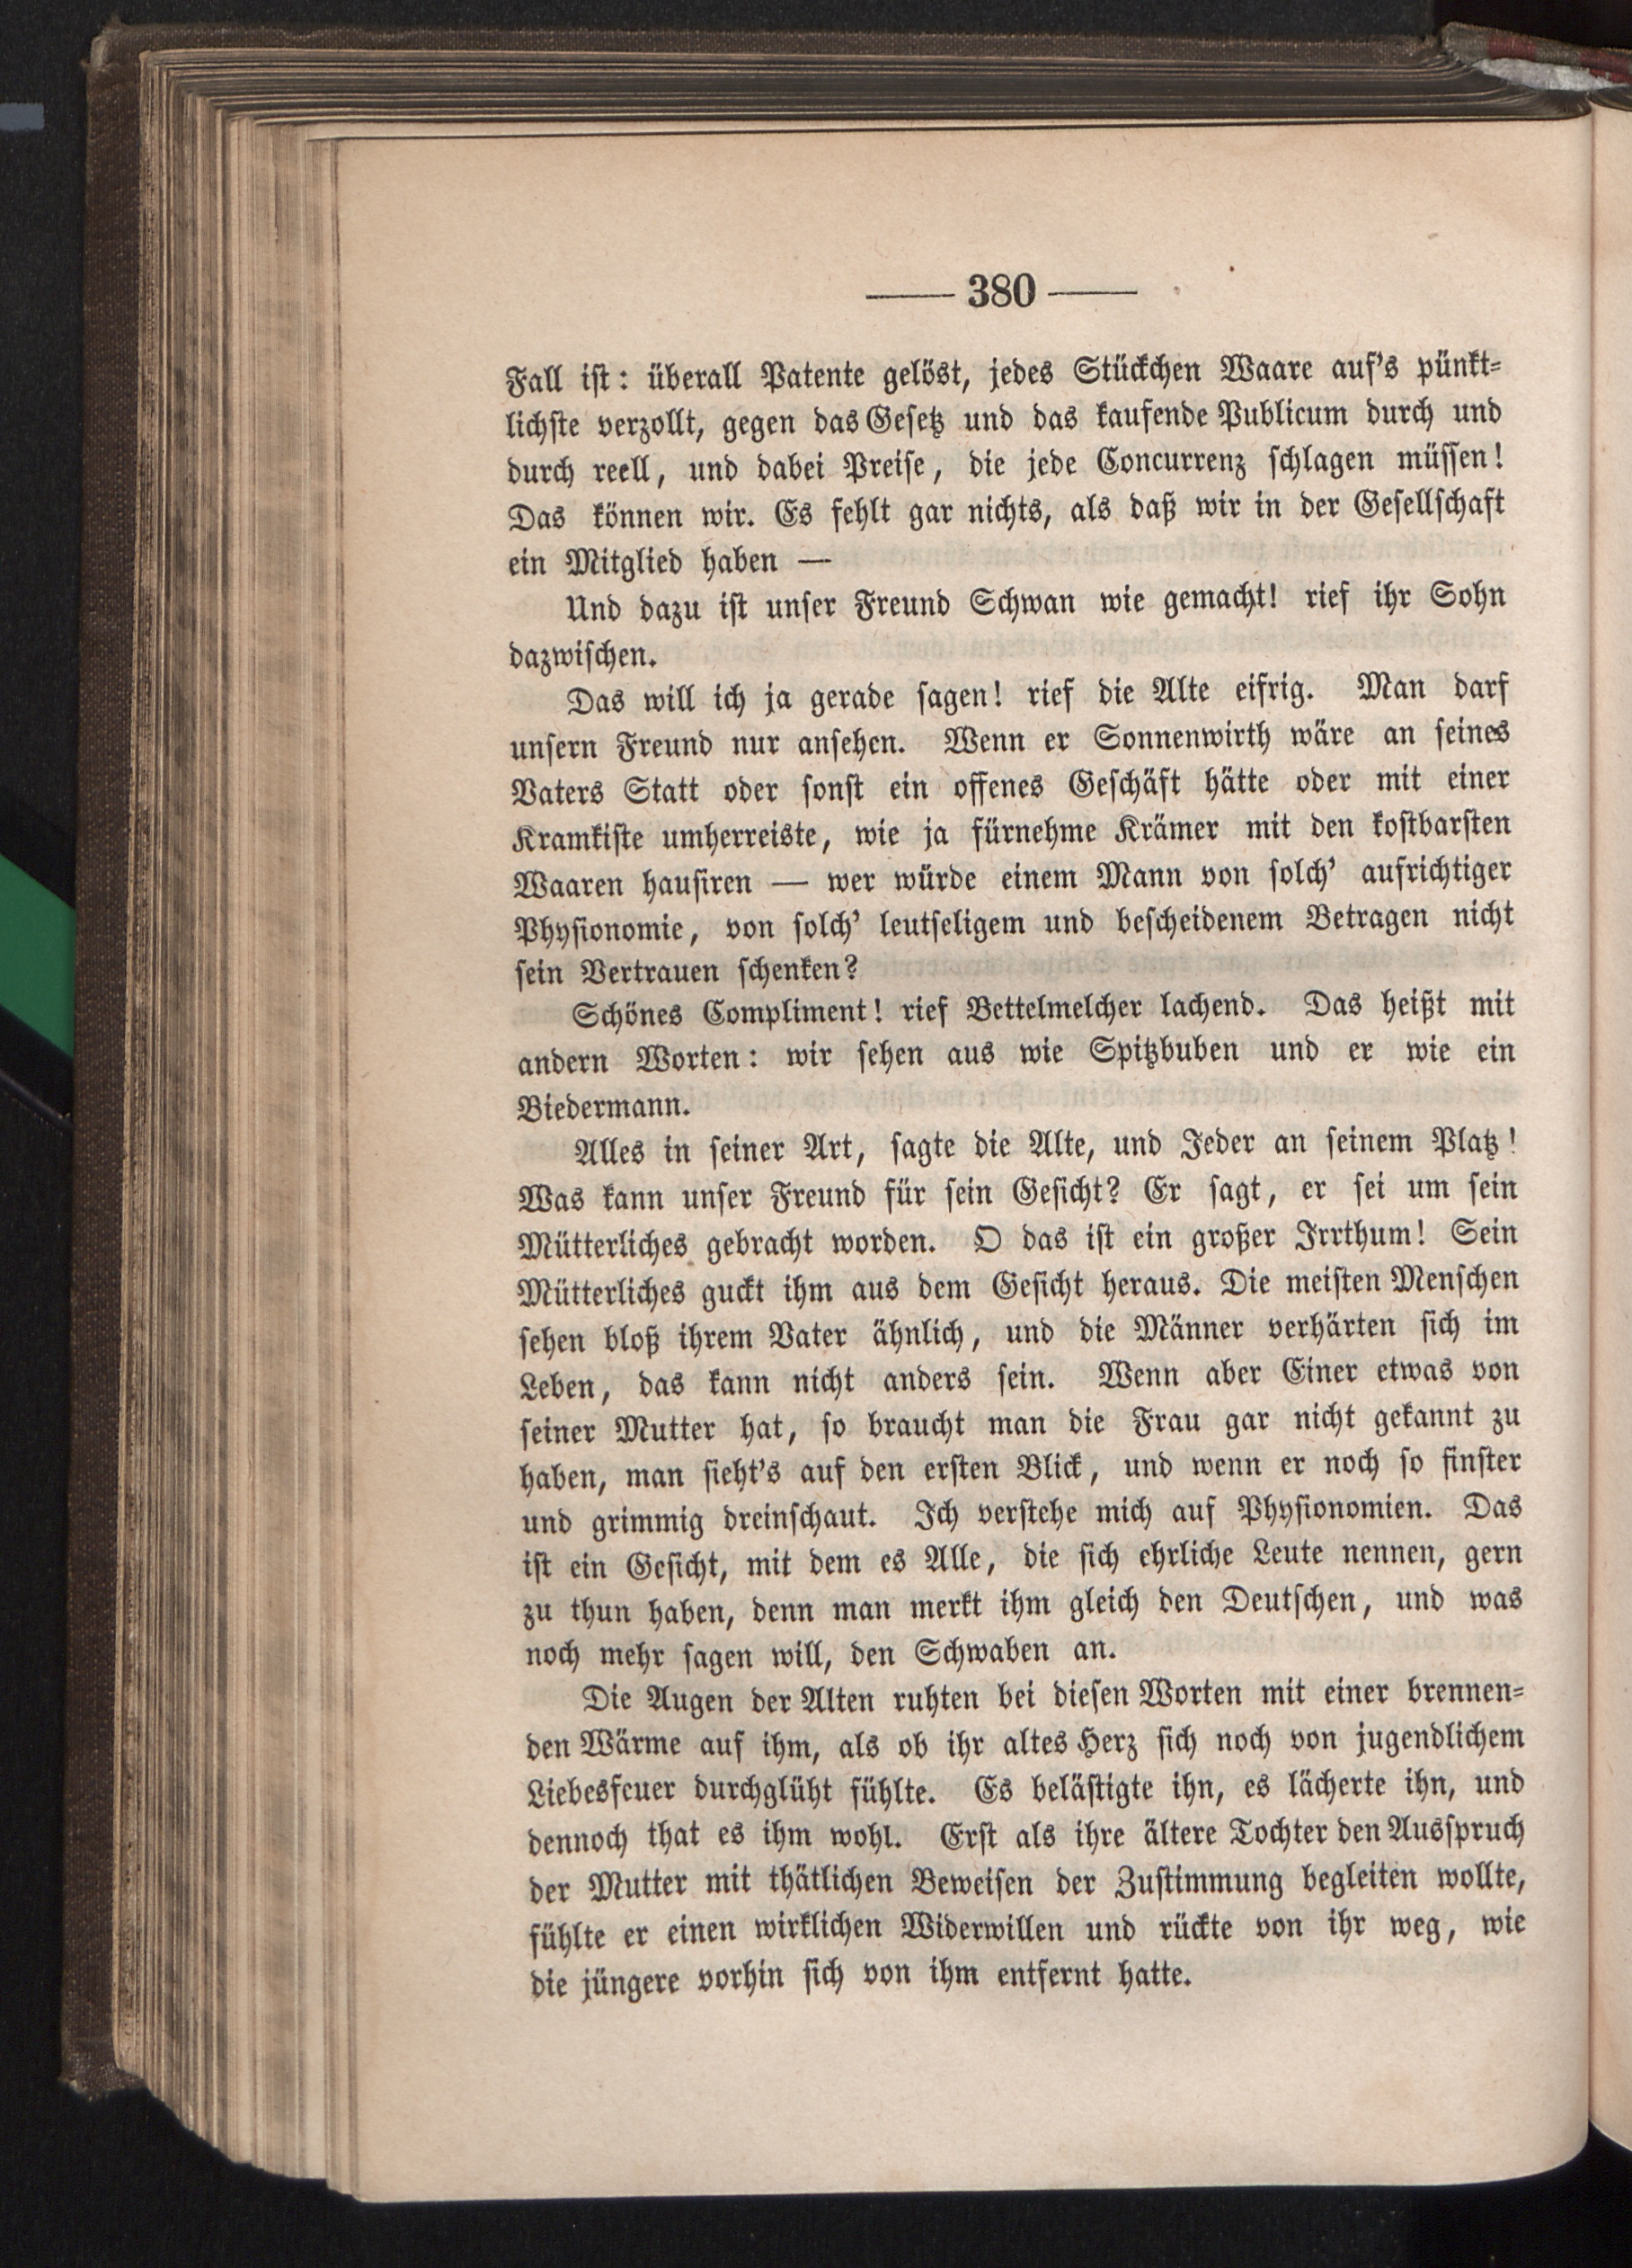 — 380 —
Fall ist: überall Patente gelöst, jedes Stückchen Waare auf's pünkt-
lichste verzollt, gegen das Gesetz und das kaufende Publicum durch und
durch reell, und dabei Preise, die jede Concurrenz schlagen müssen!
Das können wir. Es fehlt gar nichts, als daß wir in der Gesellschaft
ein Mitglied haben —
Und dazu ist unser Freund Schwan wie gemacht! rief ihr Sohn
dazwischen.
Das will ich ja gerade sagen! rief die Alte eifrig. Man darf
unsern Freund nur ansehen. Wenn er Sonnenwirth wäre an seines
Vaters Statt oder sonst ein offenes Geschäft hätte oder mit einer
Kramkiste umherreiste, wie ja fürnehme Krämer mit den kostbarsten
Waaren hausiren — wer würde einem Mann von solch' aufrichtiger
Physionomie, von solch' leutseligem und bescheidenem Betragen nicht
sein Vertrauen schenken?
Schönes Compliment! rief Bettelmelcher lachend. Das heißt mit
andern Worten: wir sehen aus wie Spitzbuben und er wie ein
Biedermann.
Alles in seiner Art, sagte die Alte, und Jeder an seinem Platz!
Was kann unser Freund für sein Gesicht? Er sagt, er sei um sein
Mütterliches gebracht worden. O das ist ein großer Irrthum! Sein
Mütterliches guckt ihm aus dem Gesicht heraus. Die meisten Menschen
sehen bloß ihrem Vater ähnlich, und die Männer verhärten sich im
Leben, das kann nicht anders sein. Wenn aber Einer etwas von
seiner Mutter hat, so braucht man die Frau gar nicht gekannt zu
haben, man sieht's auf den ersten Blick, und wenn er noch so finster
und grimmig dreinschaut. Ich verstehe mich auf Physionomien. Das
ist ein Gesicht, mit dem es Alle, die sich ehrliche Leute nennen, gern
zu thun haben, denn man merkt ihm gleich den Deutschen, und was
noch mehr sagen will, den Schwaben an.
Die Augen der Alten ruhten bei diesen Worten mit einer brennen-
den Wärme auf ihm, als ob ihr altes Herz sich noch von jugendlichem
Liebesfeuer durchglüht fühlte. Es belästigte ihn, es lächerte ihn, und
dennoch that es ihm wohl. Erst als ihre ältere Tochter den Ausspruch
der Mutter mit thätlichen Beweisen der Zustimmung begleiten wollte,
fühlte er einen wirklichen Widerwillen und rückte von ihr weg, wie
die jüngere vorhin sich von ihm entfernt hatte.